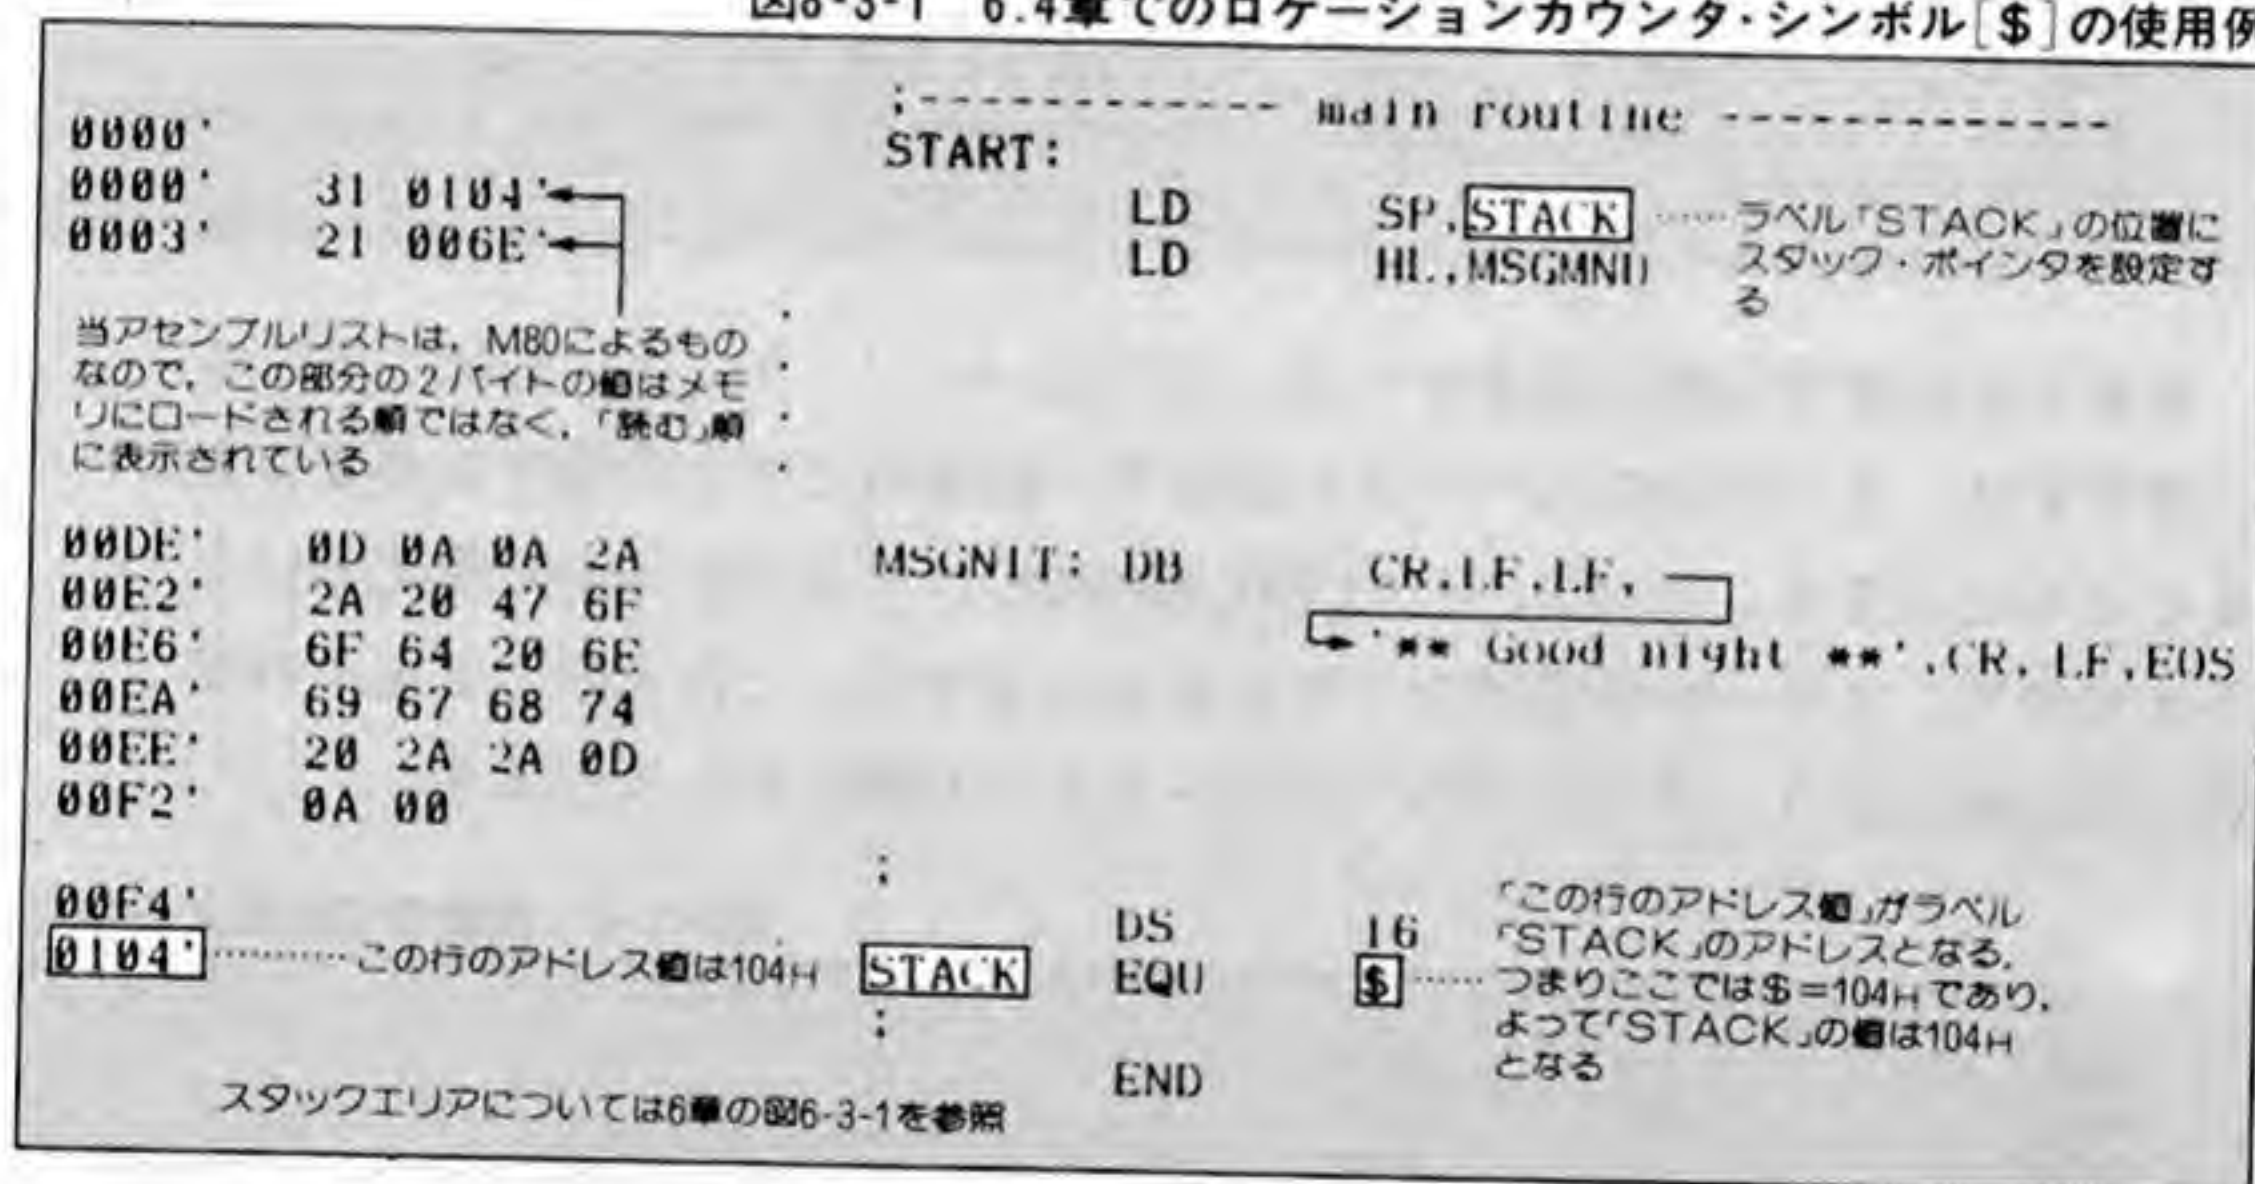 図8-3-1 6.4章でのロケーションカウンタ・シンボル[$]の使用例
;------------- main routine -------------
0000' START:
0000' 31 0104' LD SP,STACK ……ラベル「STACK」の位置に
0003' 21 006E' LD HL,MSGMND スタック・ポインタを設定す
る
当アセンブルリストは,M80によるもの
なので,この部分の2バイトの値はメモ
リにロードされる順ではなく,「読む」順
に表示されている
00DE' 0D 0A 0A 2A MSGNIT: DB CR,LF,LF,
00E2' 2A 20 47 6F
00E6' 6F 64 20 6E '** Good night **',CR, LF,EOS
00EA' 69 67 68 74
00EE' 20 2A 2A 0D
00F2' 0A 00
;
00F4' DS 16
0104' …………この行のアドレス値は104H STACK EQU $ ……
「この行のアドレス値」がラベル
「STACK」のアドレスとなる.
つまりここでは$=104Hであり,
よって「STACK」の値は104H
となる
;
END
スタックエリアについては6章の図6-3-1を参照